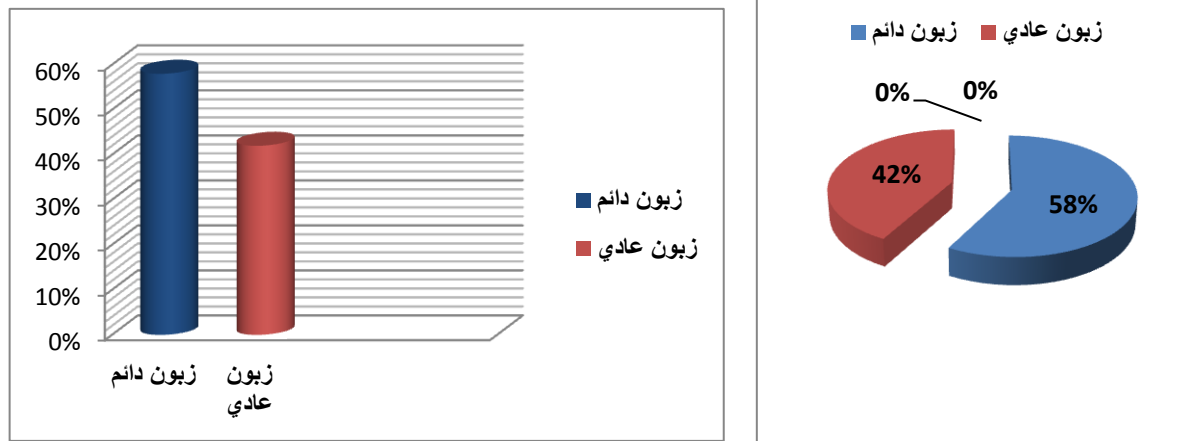 60%
50%
40%
30%
20%
10%
0%
زبون دائم
زبون
عادي
زبون دائم
زبون عادي
زبون دائم زبون عادي
0% 0%
42%
58%